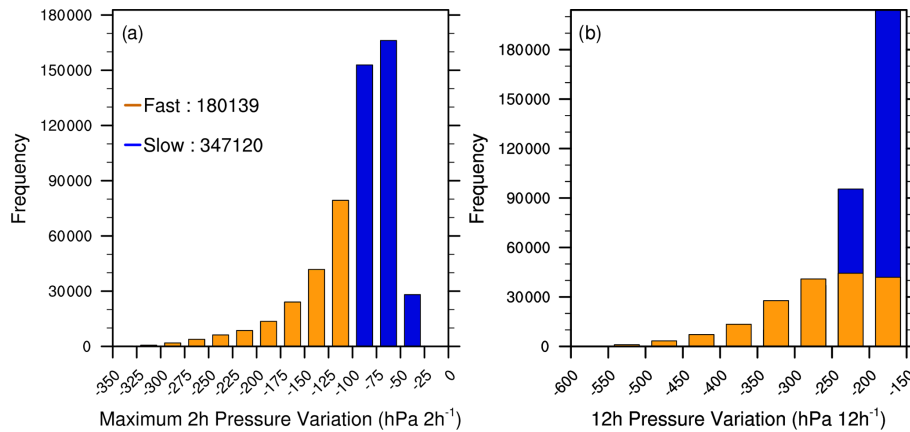 (a)
180000
150000
120000
90000
60000
30000
0
Frequency
Fast : 180139
Slow : 347120
-350 -325 -300 -275 -250 -225 -200 -175 -150 -125 -100 -75 -50 -25 0
Maximum 2h Pressure Variation (hPa 2h⁻¹)
(b)
180000
150000
120000
90000
60000
30000
0
Frequency
-600 -550 -500 -450 -400 -350 -300 -250 -200 -150
12h Pressure Variation (hPa 12h⁻¹)